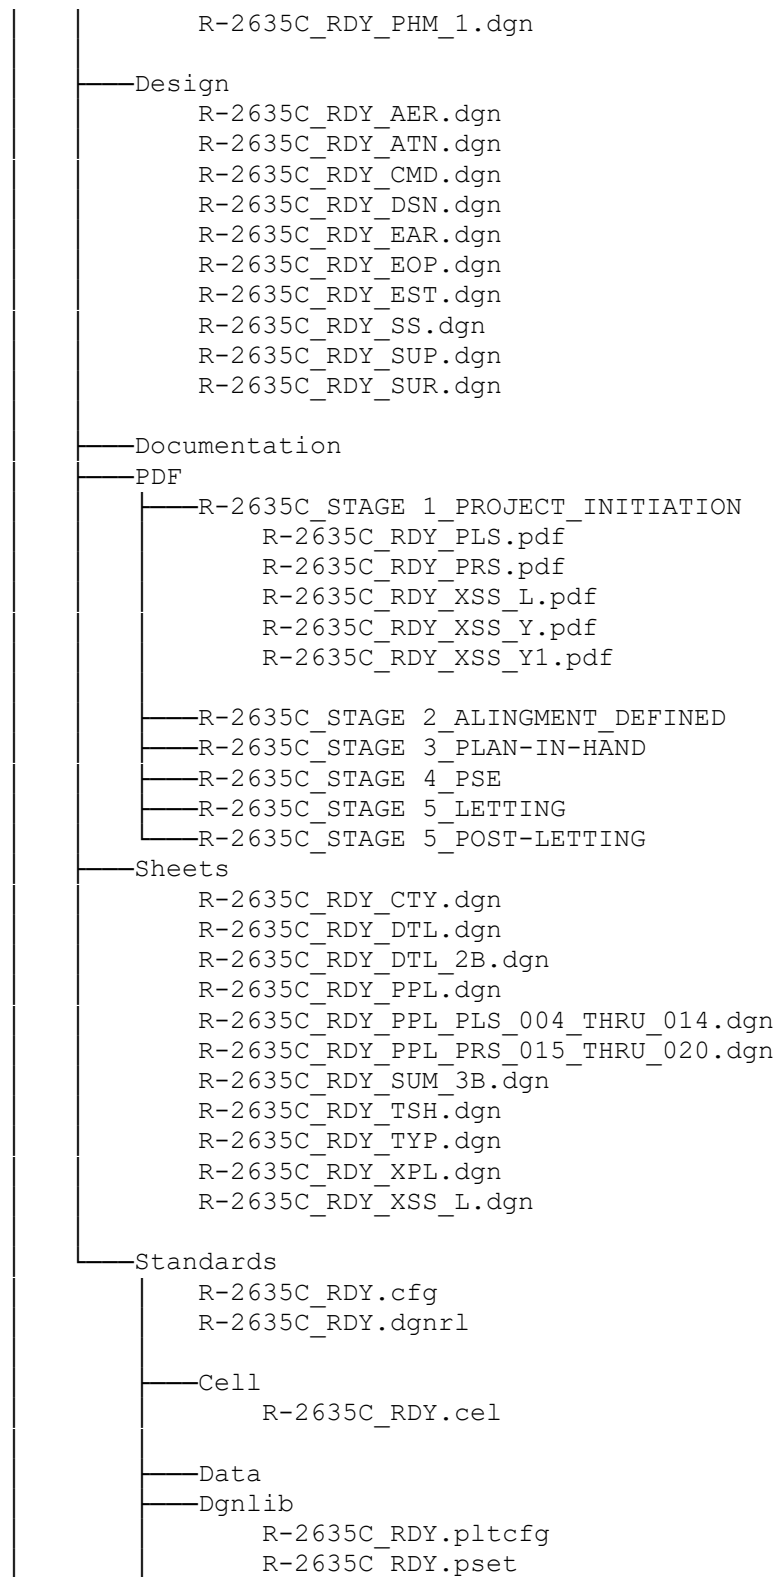 R-2635C_RDY_PHM_1.dgn
Design
R-2635C_RDY_AER.dgn
R-2635C_RDY_ATN.dgn
R-2635C_RDY_CMD.dgn
R-2635C_RDY_DSN.dgn
R-2635C_RDY_EAR.dgn
R-2635C_RDY_EOP.dgn
R-2635C_RDY_EST.dgn
R-2635C_RDY_SS.dgn
R-2635C_RDY_SUP.dgn
R-2635C_RDY_SUR.dgn
Documentation
PDF
R-2635C_STAGE 1_PROJECT_INITIATION
R-2635C_RDY_PLS.pdf
R-2635C_RDY_PRS.pdf
R-2635C_RDY_XSS_L.pdf
R-2635C_RDY_XSS_Y.pdf
R-2635C_RDY_XSS_Y1.pdf
R-2635C_STAGE 2_ALINGMENT_DEFINED
R-2635C_STAGE 3_PLAN-IN-HAND
R-2635C_STAGE 4_PSE
R-2635C_STAGE 5_LETTING
R-2635C_STAGE 5_POST-LETTING
Sheets
R-2635C_RDY_CTY.dgn
R-2635C_RDY_DTL.dgn
R-2635C_RDY_DTL_2B.dgn
R-2635C_RDY_PPL.dgn
R-2635C_RDY_PPL_PLS_004_THRU_014.dgn
R-2635C_RDY_PPL_PRS_015_THRU_020.dgn
R-2635C_RDY_SUM_3B.dgn
R-2635C_RDY_TSH.dgn
R-2635C_RDY_TYP.dgn
R-2635C_RDY_XPL.dgn
R-2635C_RDY_XSS_L.dgn
Standards
R-2635C_RDY.cfg
R-2635C_RDY.dgnrl
Cell
R-2635C_RDY.cel
Data
Dgnlib
R-2635C_RDY.pltcfg
R-2635C RDY.pset